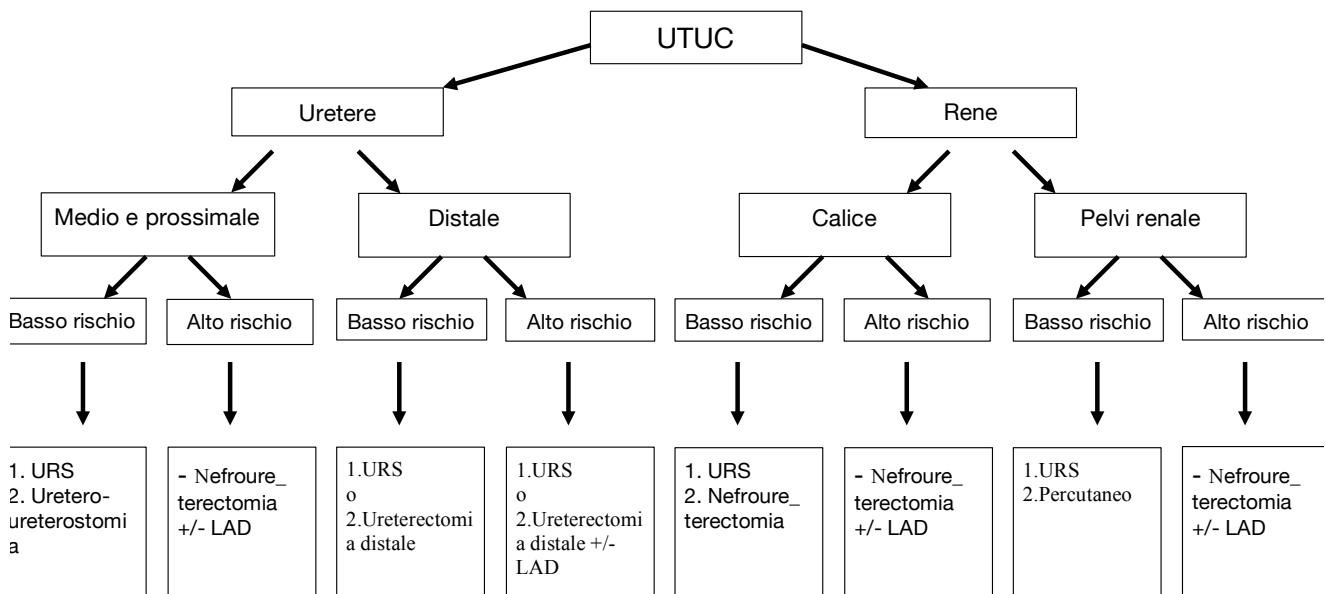 UTUC
Uretere
Rene
Medio e prossimale
Distale
Calice
Pelvi renale
Basso rischio
Alto rischio
Basso rischio
Alto rischio
Basso rischio
Alto rischio
Basso rischio
Alto rischio
1. URS
2. Uretero-
ureterostomi
a
- Nefroure_
terectomia
+/- LAD
1.URS
o
2.Ureterectomi
a distale
1.URS
o
2.Ureterectomi
a distale +/-
LAD
1. URS
2. Nefroure_
terectomia
- Nefroure_
terectomia
+/- LAD
1.URS
2.Percutaneo
- Nefroure_
terectomia
+/- LAD